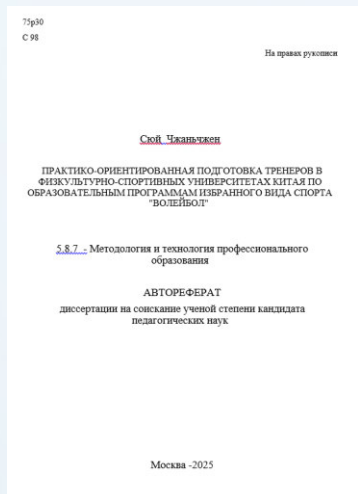 75р30
С 98
На правах рукописи
Сюй Чжаньчжен
ПРАКТИКО-ОРИЕНТИРОВАННАЯ ПОДГОТОВКА ТРЕНЕРОВ В
ФИЗКУЛЬТУРНО-СПОРТИВНЫХ УНИВЕРСИТЕТАХ КИТАЯ ПО
ОБРАЗОВАТЕЛЬНЫМ ПРОГРАММАМ ИЗБРАННОГО ВИДА СПОРТА
"ВОЛЕЙБОЛ"
5.8.7 - Методология и технология профессионального
образования
АВТОРЕФЕРАТ
диссертации на соискание ученой степени кандидата
педагогических наук
Москва -2025